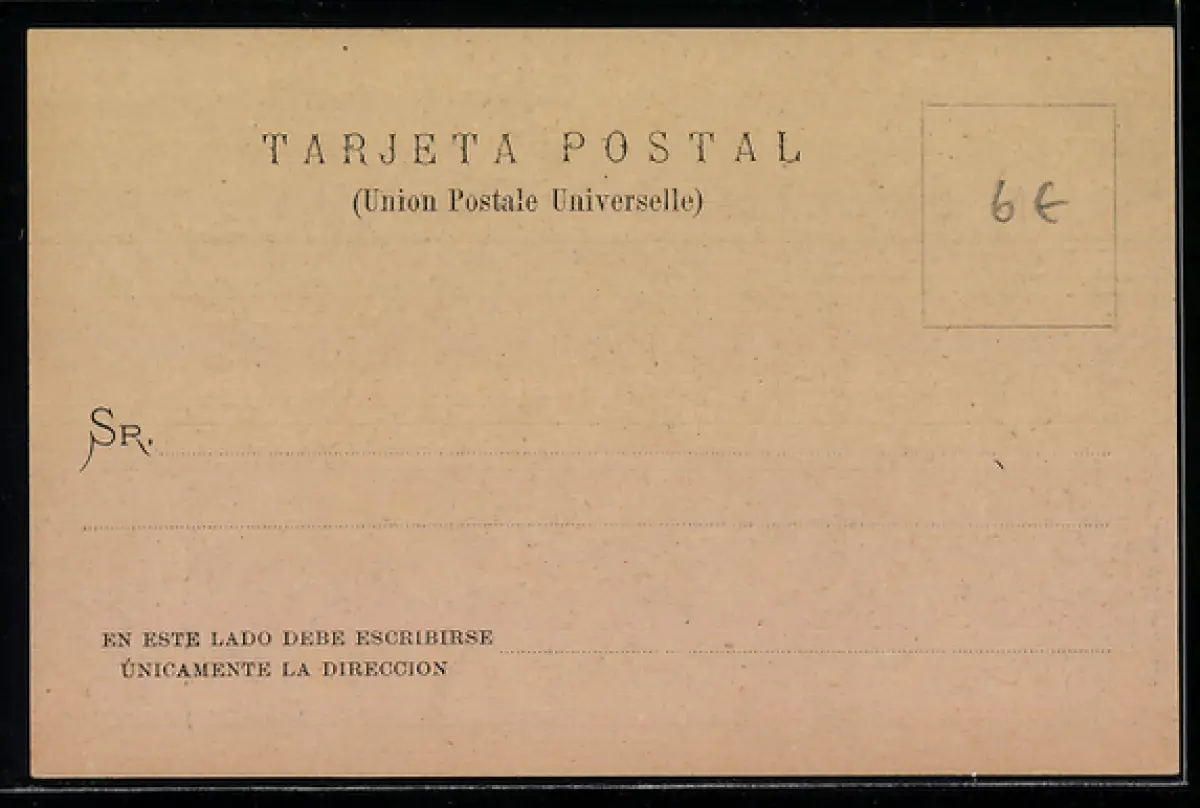 TARJETA POSTAL
(Union Postale Universelle)
6 €
SR.
EN ESTE LADO DEBE ESCRIBIRSE
ÚNICAMENTE LA DIRECCION